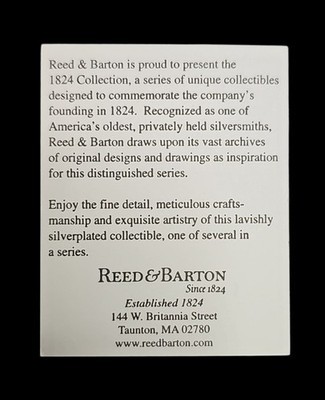 Reed & Barton is proud to present the
1824 Collection, a series of unique collectibles
designed to commemorate the company's
founding in 1824. Recognized as one of
America's oldest, privately held silversmiths,
Reed & Barton draws upon its vast archives
of original designs and drawings as inspiration
for this distinguished series.
Enjoy the fine detail, meticulous crafts-
manship and exquisite artistry of this lavishly
silverplated collectible, one of several in
a series.
REED & BARTON
Since 1824
Established 1824
144 W. Britannia Street
Taunton, MA 02780
www.reedbarton.com